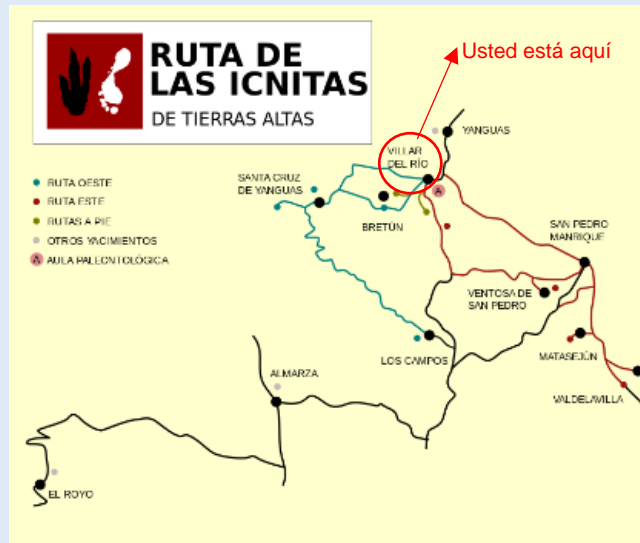 RUTA DE
LAS ICNITAS
DE TIERRAS ALTAS
Usted está aquí
YANGUAS
VILLAR
DEL RÍO
RUTA OESTE
RUTA ESTE
RUTAS A PIE
OTROS YACIMIENTOS
A AULA PALEONTOLÓGICA
SANTA CRUZ
DE YANGUAS
A
BRETÚN
SAN PEDRO
MANRIQUE
VENTOSA DE
SAN PEDRO
LOS CAMPOS
MATASEJÚN
ALMARZA
VALDELAVILLA
EL ROYO